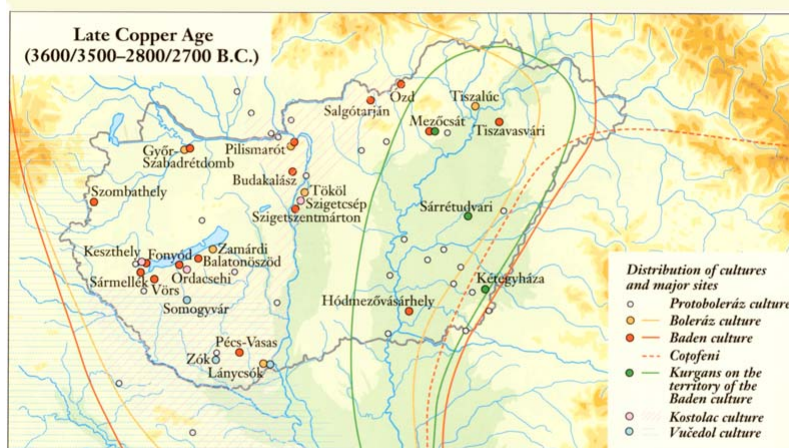 Late Copper Age
(3600/3500–2800/2700 B.C.)
Ózd
Salgótarján
Tiszalúc
Mezőcsát
Tiszavasvári
Győr-
Szabadrétdomb
Pilismarót
Budakalász
Szombathely
Tököl
Szigetcsép
Szigetszentmárton
Sárrétudvari
Keszthely
Fonyód
Zamárdi
Balatonöszöd
Ordacsehi
Sármellék
Vörs
Somogyvár
Hódmezővásárhely
Kétegyháza
Pécs-Vasas
Zók
Lánycsók
Distribution of cultures
and major sites
Protoboleráz culture
Boleráz culture
Baden culture
Coțofeni
Kurgans on the
territory of the
Baden culture
Kostolac culture
Vučedol culture